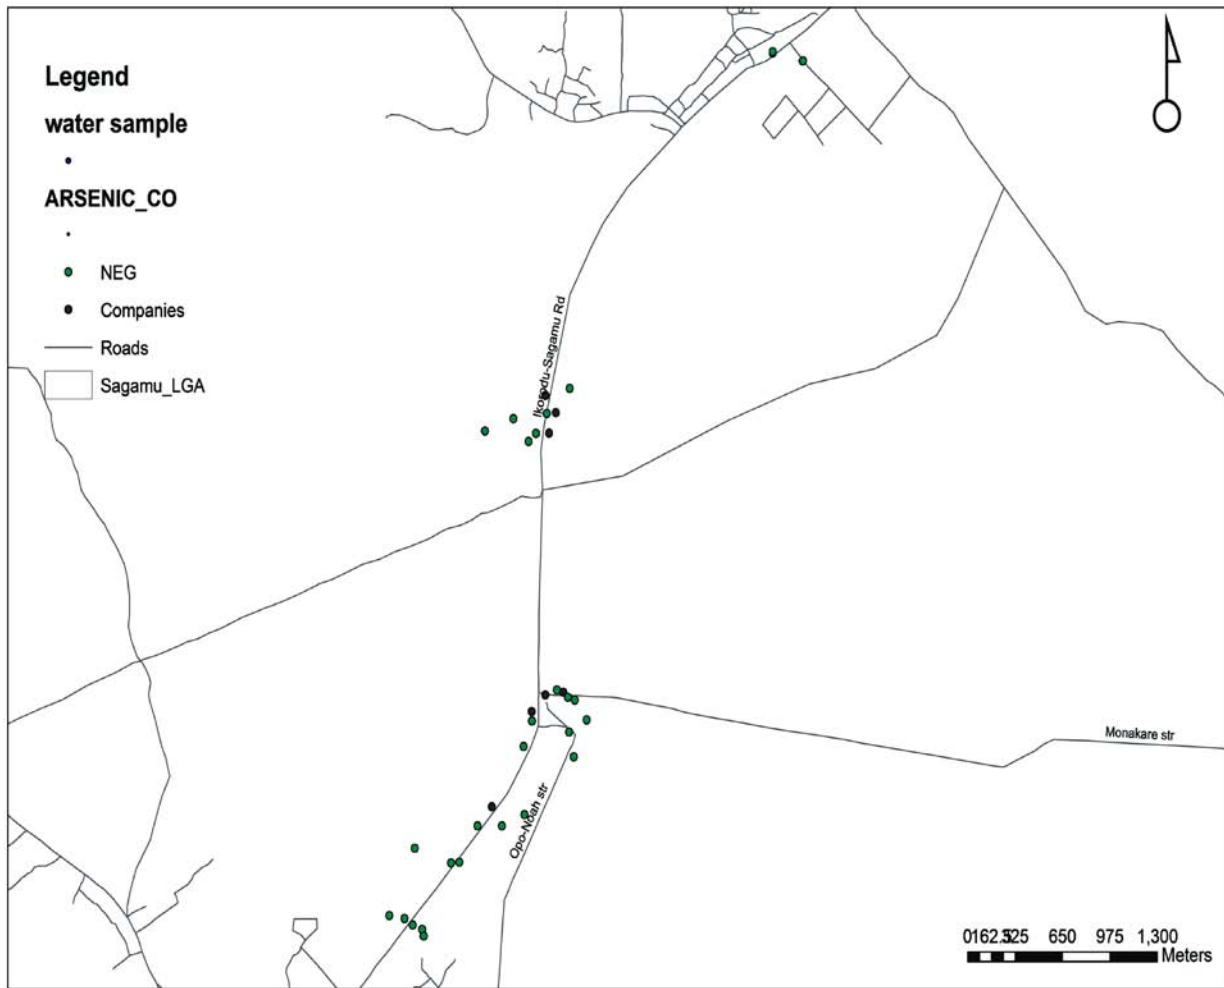 Legend
water sample
ARSENIC_CO
NEG
Companies
Roads
Sagamu_LGA
Ikorodu-Sagamu Rd
Monakare str
Opo-Noah str
650 975 1,300
Meters